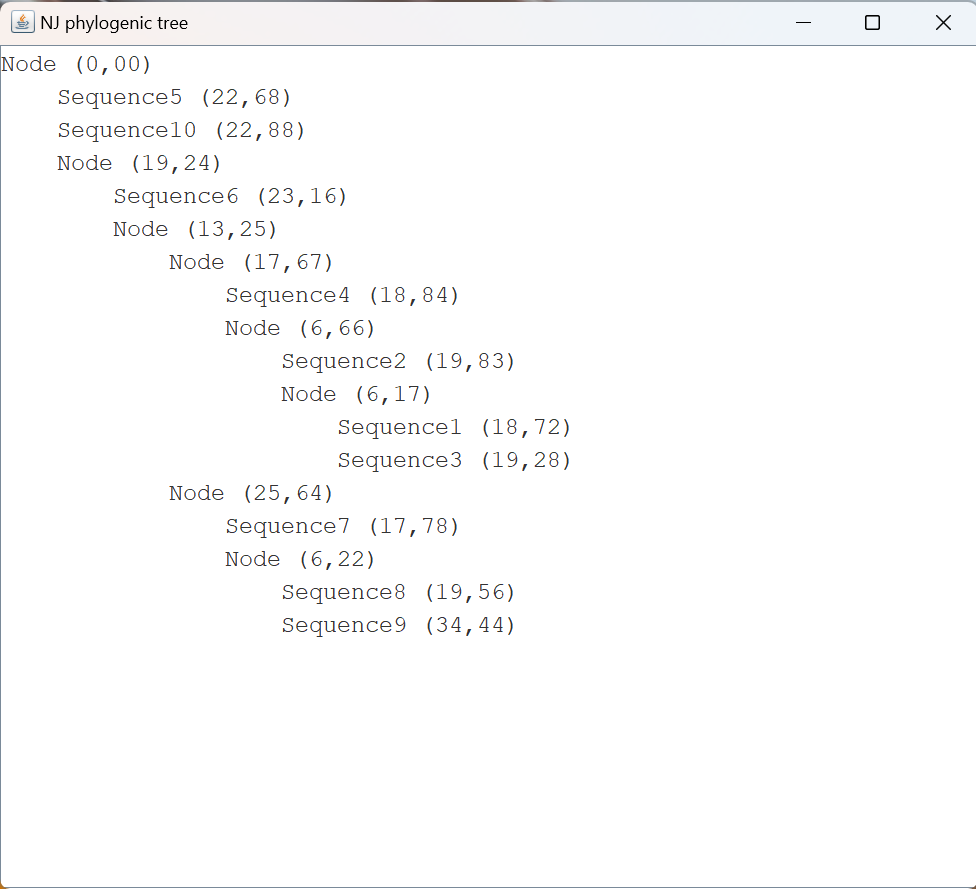 NJ phylogenic tree
Node (0,00)
    Sequence5 (22,68)
    Sequence10 (22,88)
    Node (19,24)
        Sequence6 (23,16)
        Node (13,25)
            Node (17,67)
                Sequence4 (18,84)
                Node (6,66)
                    Sequence2 (19,83)
                    Node (6,17)
                        Sequence1 (18,72)
                        Sequence3 (19,28)
            Node (25,64)
                Sequence7 (17,78)
                Node (6,22)
                    Sequence8 (19,56)
                    Sequence9 (34,44)